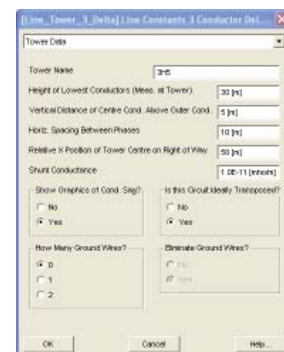 [Line_Tower_3_Delta] Line Constants 3 Conductor Del...
Tower Data
Tower Name
3H5
Height of Lowest Conductors (Meas. at Tower)
30 [m]
Vertical Distance of Centre Cond. Above Outer Cond.
5 [m]
Horiz. Spacing Between Phases
10 [m]
Relative X Position of Tower Centre on Right of Way
50 [m]
Shunt Conductance
1.0E-11 [mho/m]
Show Graphics of Cond. Sag?
No
Yes
Is this Circuit Ideally Transposed?
No
Yes
How Many Ground Wires?
0
1
2
Eliminate Ground Wires?
No
Yes
OK
Cancel
Help...